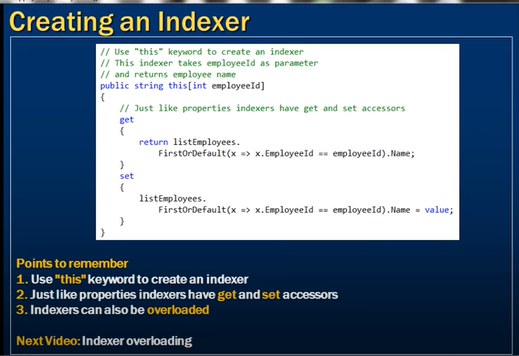 Creating an Indexer
// Use "this" keyword to create an indexer
// This indexer takes employeeId as parameter
// and returns employee name
public string this[int employeeId]
{
// Just like properties indexers have get and set accessors
get
{
return listEmployees.
FirstOrDefault(x => x.EmployeeId == employeeId).Name;
}
set
{
listEmployees.
FirstOrDefault(x => x.EmployeeId == employeeId).Name = value;
}
}
Points to remember
1. Use "this" keyword to create an indexer
2. Just like properties indexers have get and set accessors
3. Indexers can also be overloaded
Next Video: Indexer overloading